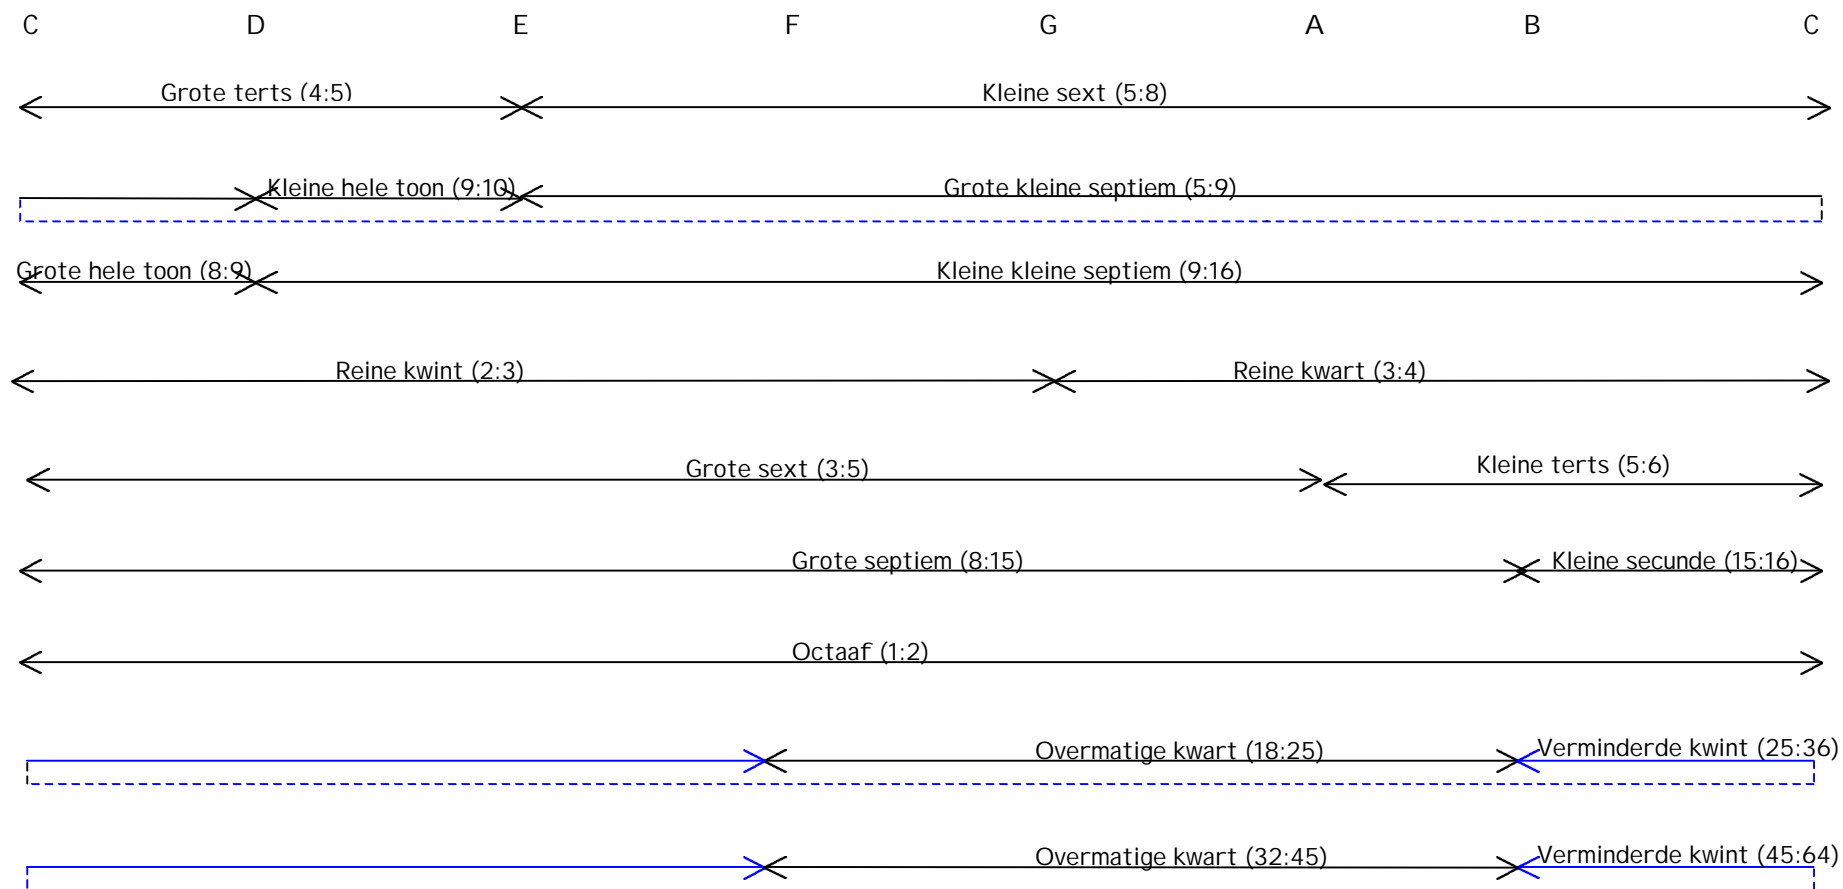 C D E F G A B C
Grote terts (4:5) Kleine sext (5:8)
Kleine hele toon (9:10) Grote kleine septiem (5:9)
Grote hele toon (8:9) Kleine kleine septiem (9:16)
Reine kwint (2:3) Reine kwart (3:4)
Grote sext (3:5) Kleine terts (5:6)
Grote septiem (8:15) Kleine secunde (15:16)
Octaaf (1:2)
Overmatige kwart (18:25) Verminderde kwint (25:36)
Overmatige kwart (32:45) Verminderde kwint (45:64)